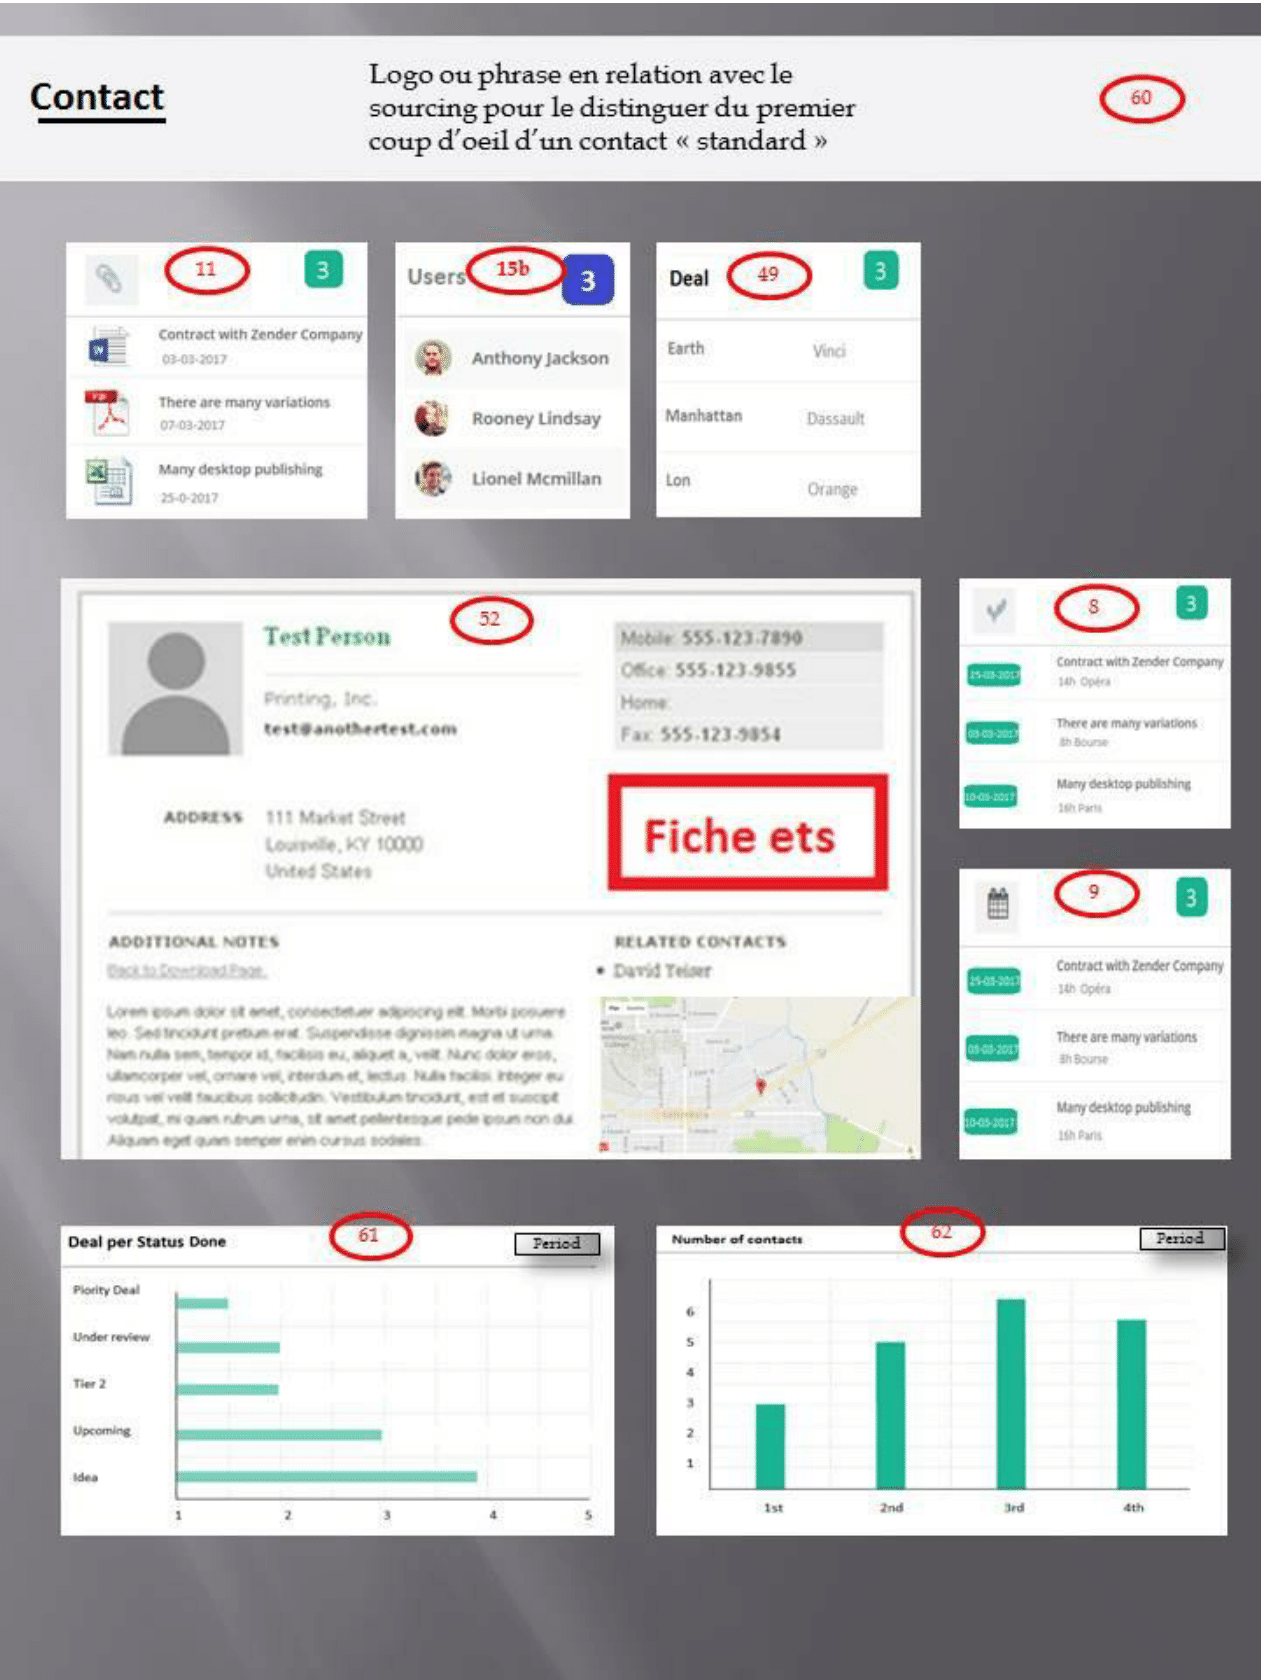 Contact
Logo ou phrase en relation avec le
sourcing pour le distinguer du premier
coup d'oeil d'un contact « standard »
60
11
3
Contract with Zender Company
03-03-2017
There are many variations
07-03-2017
Many desktop publishing
25-0-2017
Users
15b
3
Anthony Jackson
Rooney Lindsay
Lionel Mcmillan
Deal
49
3
Earth Vinci
Manhattan Dassault
Lon Orange
52
Test Person
Printing, Inc.
test@anothertest.com
Mobile: 555-123-7890
Office: 555-123-9855
Home:
Fax: 555-123-9854
ADDRESS 111 Market Street
Louisville, KY 10000
United States
Fiche ets
ADDITIONAL NOTES
Back to Download Page.
Lorem ipsum dolor sit amet, consectetuer adipiscing elit. Morbi posuere
leo. Sed tincidunt pretium erat. Suspendisse dignissim magna ut urna.
Nam nulla sem, tempor id, facilisis eu, aliquet a, velit. Nunc dolor eros,
ullamcorper vel, ornare vel, interdum et, lectus. Nulla facilisi. Integer eu
risus vel velit faucibus sollicitudin. Vestibulum tincidunt, est et suscipit
volutpat, mi quam rutrum urna, sit amet pellentesque pede ipsum non dui.
Aliquam eget quam semper enim cursus sodales.
RELATED CONTACTS
• David Teiser
8
3
25-03-2017
Contract with Zender Company
14h Opéra
03-03-2017
There are many variations
8h Bourse
10-03-2017
Many desktop publishing
16h Paris
9
3
25-03-2017
Contract with Zender Company
14h Opéra
03-03-2017
There are many variations
8h Bourse
10-03-2017
Many desktop publishing
16h Paris
Deal per Status Done
61
Period
Piority Deal
Under review
Tier 2
Upcoming
Idea
1 2 3 4 5
Number of contacts
62
Period
6
5
4
3
2
1
1st 2nd 3rd 4th